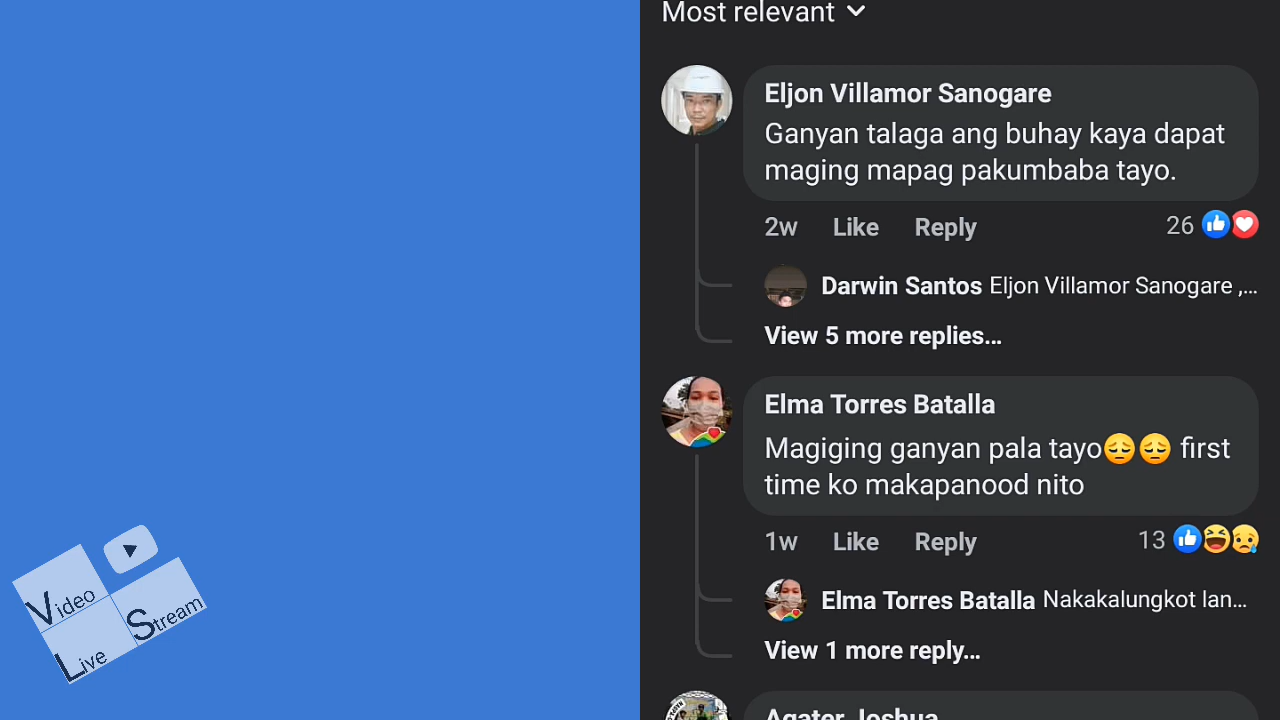 Most relevant
Eljon Villamor Sanogare
Ganyan talaga ang buhay kaya dapat
maging mapag pakumbaba tayo.
2w Like Reply 26
Darwin Santos Eljon Villamor Sanogare ,...
View 5 more replies...
Elma Torres Batalla
Magiging ganyan pala tayo😔😔 first
time ko makapanood nito
1w Like Reply 13
Elma Torres Batalla Nakakalungkot lan...
View 1 more reply...
Agater Joshua
Video
Live
Stream